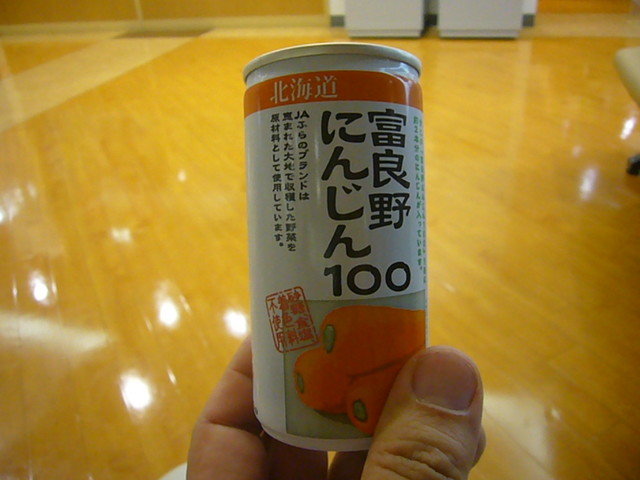 北海道
富良野
にんじん
100
JAふらのブランドは
恵まれた大地で収穫した野菜を
原材料として使用しています。
砂糖・食塩
着色料
不使用